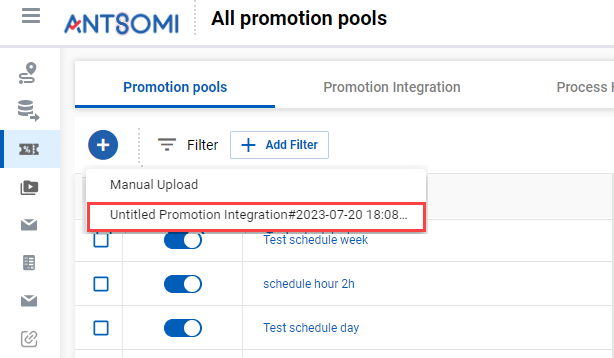 ANTSOMI
All promotion pools
Promotion pools
Promotion Integration
Process
Filter
Add Filter
Manual Upload
Untitled Promotion Integration#2023-07-20 18:08...
Test schedule week
schedule hour 2h
Test schedule day